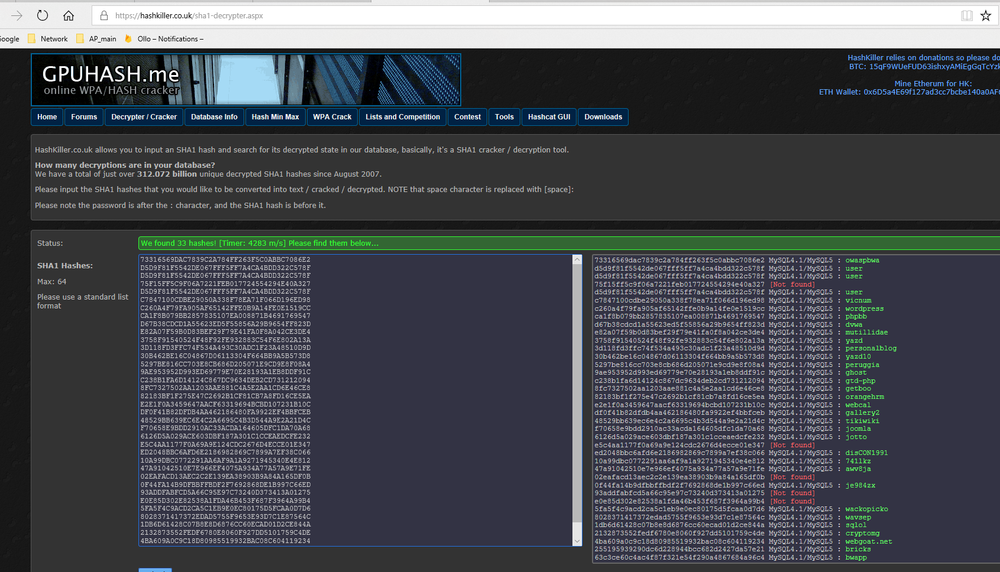 https://hashkiller.co.uk/sha1-decrypter.aspx
Google Network AP_main Ollo – Notifications –
GPUHASH.me
online WPA/HASH cracker
HashKiller relies on donations so please do
BTC: 15qF9WUeFUD63ishxyAMiEgGqTcYzk
Mine Etherum for HK:
ETH Wallet: 0x6D5a4E69f127ad3cc7bcbe140a0AF6
Home Forums Decrypter / Cracker Database Info Hash Min Max WPA Crack Lists and Competition Contest Tools Hashcat GUI Downloads
HashKiller.co.uk allows you to input an SHA1 hash and search for its decrypted state in our database, basically, it's a SHA1 cracker / decryption tool.
How many decryptions are in your database?
We have a total of just over 312.072 billion unique decrypted SHA1 hashes since August 2007.
Please input the SHA1 hashes that you would like to be converted into text / cracked / decrypted. NOTE that space character is replaced with [space]:
Please note the password is after the : character, and the SHA1 hash is before it.
Status:
We found 33 hashes! [Timer: 4283 m/s] Please find them below...
SHA1 Hashes:
Max: 64
Please use a standard list
format
73316569DAC7839C2A784FF263F5C0ABBC7086E2
D5D9F81F5542DE067FFF5FF7A4CA4BDD322C578F
D5D9F81F5542DE067FFF5FF7A4CA4BDD322C578F
75F15FF5C9F06A7221FEB017724554294E40A327
D5D9F81F5542DE067FFF5FF7A4CA4BDD322C578F
C7847100CDBE29050A338F78EA71F066D196ED98
C260A4F79FA905AF65142FFE0B9A14FE0E1519CC
CA1F8B079BB2857835107EA008871B4691769547
D67B38CDCD1A55623ED5F55856A29B9654FF823D
E82A07F59B0D83BEF29F79E41FA0F8A042CE3DE4
3758F91540524F48F92FE932883C54F6E802A13A
3D118FD3FFC74F534A493C30ADC1F23A48510D9D
30B462BE16C04867D06113304F664BB9A5B573D8
5297BE816CC703E8CB686D205071E9CD9E8F08A4
9AE953952D993ED69779E70E28193A1EB8DDF91C
C238B1FA6D14124C867DC9634DEB2CD731212094
8FC7327502AA1203AAE881C4A5E2AA1CD6E46CE8
82183BF1F275E47C2692B1CF81CB7A8FD16CE5EA
E2E1F0A3459647AACF63319694BCBD107231B10C
DF0F41B82DFDB4AA462186480FA9922EF4BBFCEB
48529BB639EC6E4C2A6695C4B3D544A9E2A21D4C
F70658E9BDD2910AC33ACDA164605DFC1DA70A68
6126D5A029ACE603DBF187A301C1CCEAEDCFE232
E5C4AA1177F0A69A9E124CDC2676D4ECCE01E347
ED2048BBC6AFD6E2186982869C7899A7EF38C066
10A99DBC0772291AA6AF9A1A9271945340E4E812
47A91042510E7E966EF4075A934A77A57A9E71FE
02EAFACD13AEC2C2E139EA38903B9A84A165DF0B
0F44FA14B9DFBBFFBDF2F7692868DE1B997C66ED
93ADDFABFCD5A66C95E97C73240D373413A01275
E0E85D302E82538A1FDA46B453F687F3964A99B4
5FA5F4C9ACD2CA5C1EB9E0EC80175D5FCAA0D7D6
8028371417372EDAD5755F9653E93D7C1E87564C
1DB6D61428C07B8E8D6876CC60ECAD01D2CE844A
2132873552FEDF6780E8060F927DD5101759C4DE
4BA609A0C9C18D80985519932BAC08C604119234
73316569dac7839c2a784ff263f5c0abbc7086e2 MySQL4.1/MySQL5 : owaspbwa
d5d9f81f5542de067fff5ff7a4ca4bdd322c578f MySQL4.1/MySQL5 : user
d5d9f81f5542de067fff5ff7a4ca4bdd322c578f MySQL4.1/MySQL5 : user
75f15ff5c9f06a7221feb017724554294e40a327 [Not found]
d5d9f81f5542de067fff5ff7a4ca4bdd322c578f MySQL4.1/MySQL5 : user
c7847100cdbe29050a338f78ea71f066d196ed98 MySQL4.1/MySQL5 : vicnum
c260a4f79fa905af65142ffe0b9a14fe0e1519cc MySQL4.1/MySQL5 : wordpress
ca1f8b079bb2857835107ea008871b4691769547 MySQL4.1/MySQL5 : phpbb
d67b38cdcd1a55623ed5f55856a29b9654ff823d MySQL4.1/MySQL5 : dvwa
e82a07f59b0d83bef29f79e41fa0f8a042ce3de4 MySQL4.1/MySQL5 : mutillidae
3758f91540524f48f92fe932883c54f6e802a13a MySQL4.1/MySQL5 : yazd
3d118fd3ffc74f534a493c30adc1f23a48510d9d MySQL4.1/MySQL5 : personalblog
30b462be16c04867d06113304f664bb9a5b573d8 MySQL4.1/MySQL5 : yazd10
5297be816cc703e8cb686d205071e9cd9e8f08a4 MySQL4.1/MySQL5 : peruggia
9ae953952d993ed69779e70e28193a1eb8ddf91c MySQL4.1/MySQL5 : ghost
c238b1fa6d14124c867dc9634deb2cd731212094 MySQL4.1/MySQL5 : gtd-php
8fc7327502aa1203aae881c4a5e2aa1cd6e46ce8 MySQL4.1/MySQL5 : getboo
82183bf1f275e47c2692b1cf81cb7a8fd16ce5ea MySQL4.1/MySQL5 : orangehrm
e2e1f0a3459647aacf63319694bcbd107231b10c MySQL4.1/MySQL5 : webcal
df0f41b82dfdb4aa462186480fa9922ef4bbfceb MySQL4.1/MySQL5 : gallery2
48529bb639ec6e4c2a6695c4b3d544a9e2a21d4c MySQL4.1/MySQL5 : tikiwiki
f70658e9bdd2910ac33acda164605dfc1da70a68 MySQL4.1/MySQL5 : joomla
6126d5a029ace603dbf187a301c1cceaedcfe232 MySQL4.1/MySQL5 : jotto
e5c4aa1177f0a69a9e124cdc2676d4ecce01e347 [Not found]
ed2048bbc6afd6e2186982869c7899a7ef38c066 MySQL4.1/MySQL5 : disCON1991
10a99dbc0772291aa6af9a1a9271945340e4e812 MySQL4.1/MySQL5 : 741lkz
47a91042510e7e966ef4075a934a77a57a9e71fe MySQL4.1/MySQL5 : awv8ja
02eafacd13aec2c2e139ea38903b9a84a165df0b [Not found]
0f44fa14b9dfbbffbdf2f7692868de1b997c66ed MySQL4.1/MySQL5 : je984zx
93addfabfcd5a66c95e97c73240d373413a01275 [Not found]
e0e85d302e82538a1fda46b453f687f3964a99b4 [Not found]
5fa5f4c9acd2ca5c1eb9e0ec80175d5fcaa0d7d6 MySQL4.1/MySQL5 : wackopicko
8028371417372edad5755f9653e93d7c1e87564c MySQL4.1/MySQL5 : wavsep
1db6d61428c07b8e8d6876cc60ecad01d2ce844a MySQL4.1/MySQL5 : sqlol
2132873552fedf6780e8060f927dd5101759c4de MySQL4.1/MySQL5 : cryptomg
4ba609a0c9c18d80985519932bac08c604119234 MySQL4.1/MySQL5 : webgoat.net
255195939290dc6d228944bcc682d2427da57e21 MySQL4.1/MySQL5 : bricks
63c3ce60c4ac4f87f321e54f290a4867684a96c4 MySQL4.1/MySQL5 : bwapp